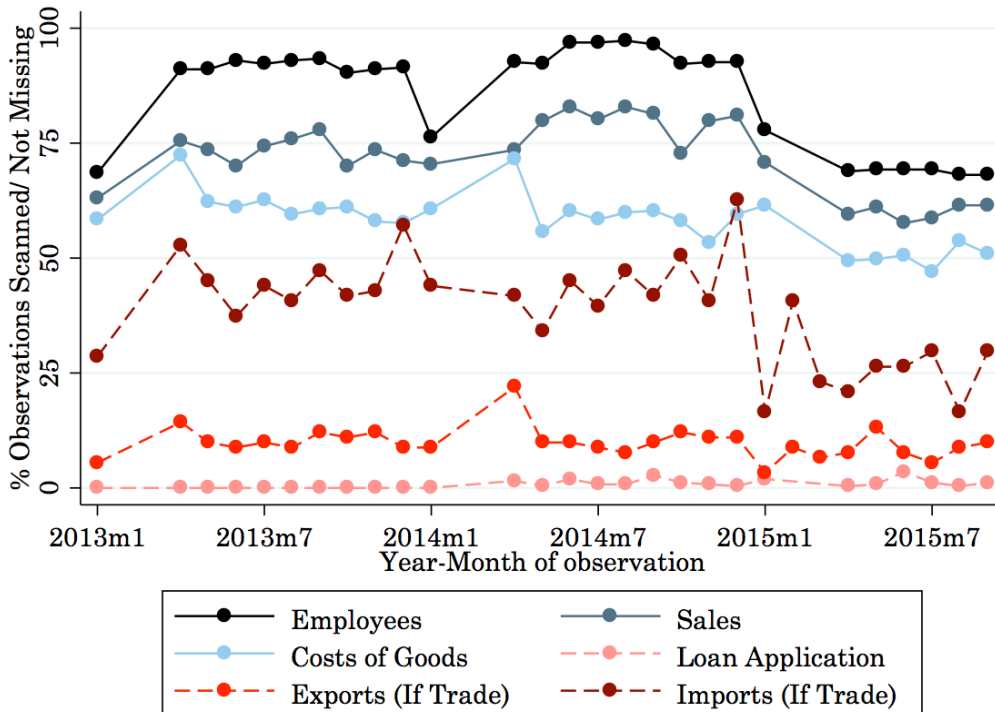 % Observations Scanned/ Not Missing
100
75
50
25
0
2013m1 2013m7 2014m1 2014m7 2015m1 2015m7
Year-Month of observation
Employees Sales
Costs of Goods Loan Application
Exports (If Trade) Imports (If Trade)